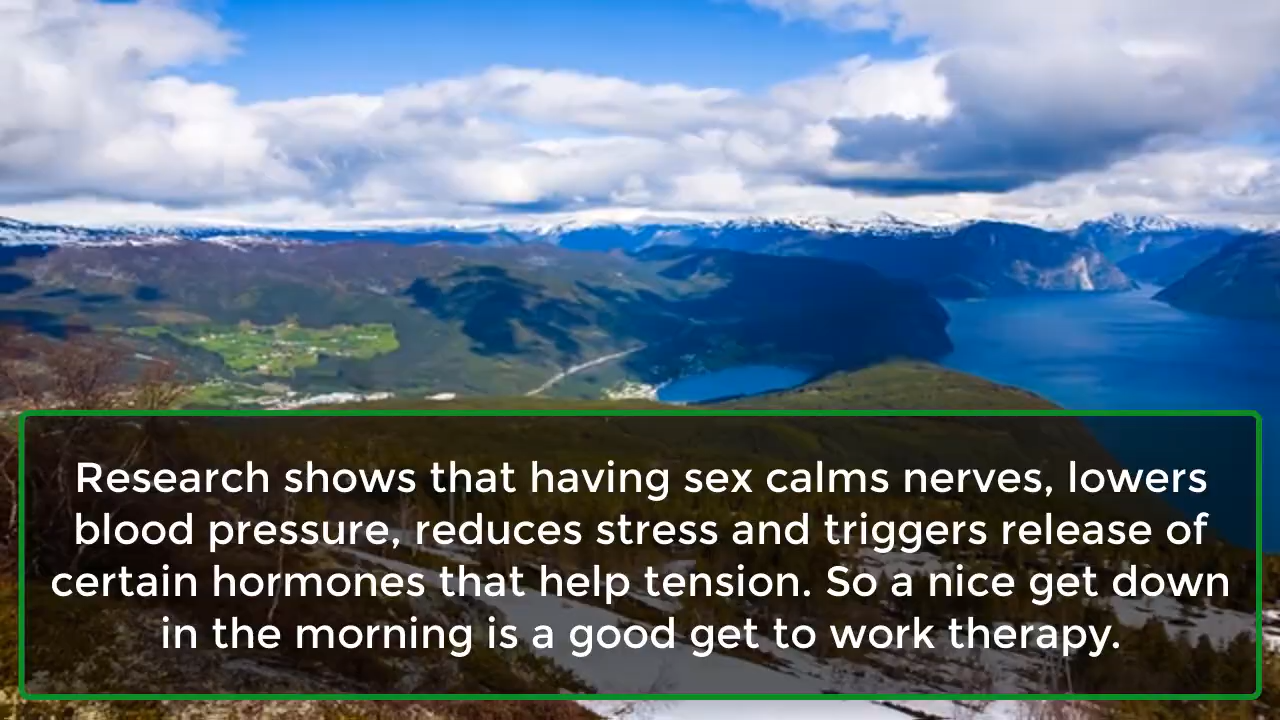 Research shows that having sex calms nerves, lowers
blood pressure, reduces stress and triggers release of
certain hormones that help tension. So a nice get down
in the morning is a good get to work therapy.